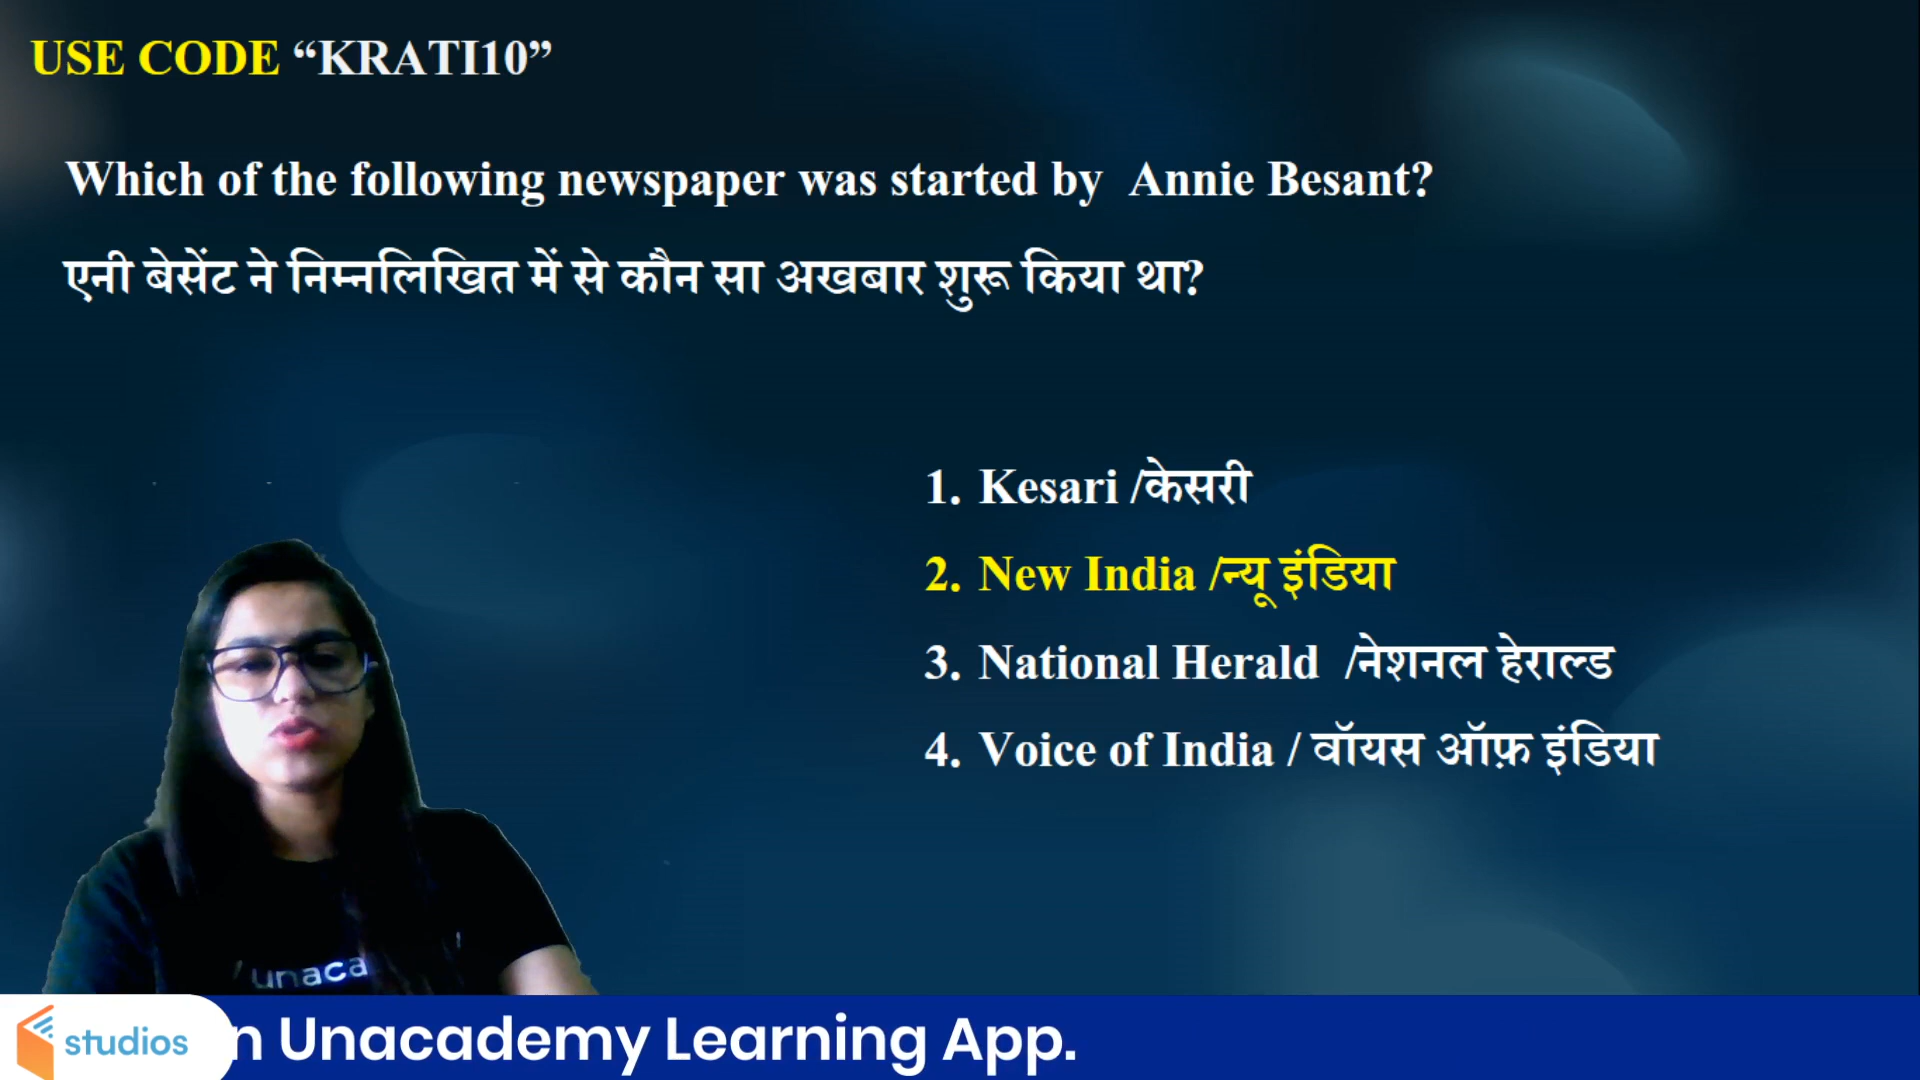 USE CODE “KRATI10”
Which of the following newspaper was started by Annie Besant?
एनी बेसेंट ने निम्नलिखित में से कौन सा अखबार शुरू किया था?
1. Kesari /केसरी
2. New India /न्यू इंडिया
3. National Herald /नेशनल हेराल्ड
4. Voice of India / वॉयस ऑफ़ इंडिया
unaca
studios
n Unacademy Learning App.